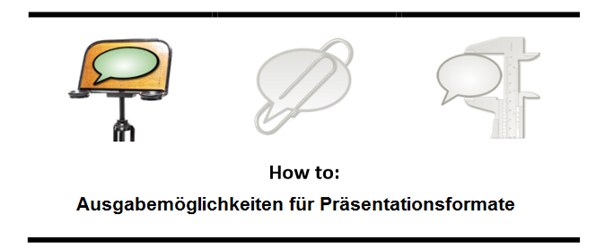 How to:
Ausgabemöglichkeiten für Präsentationsformate